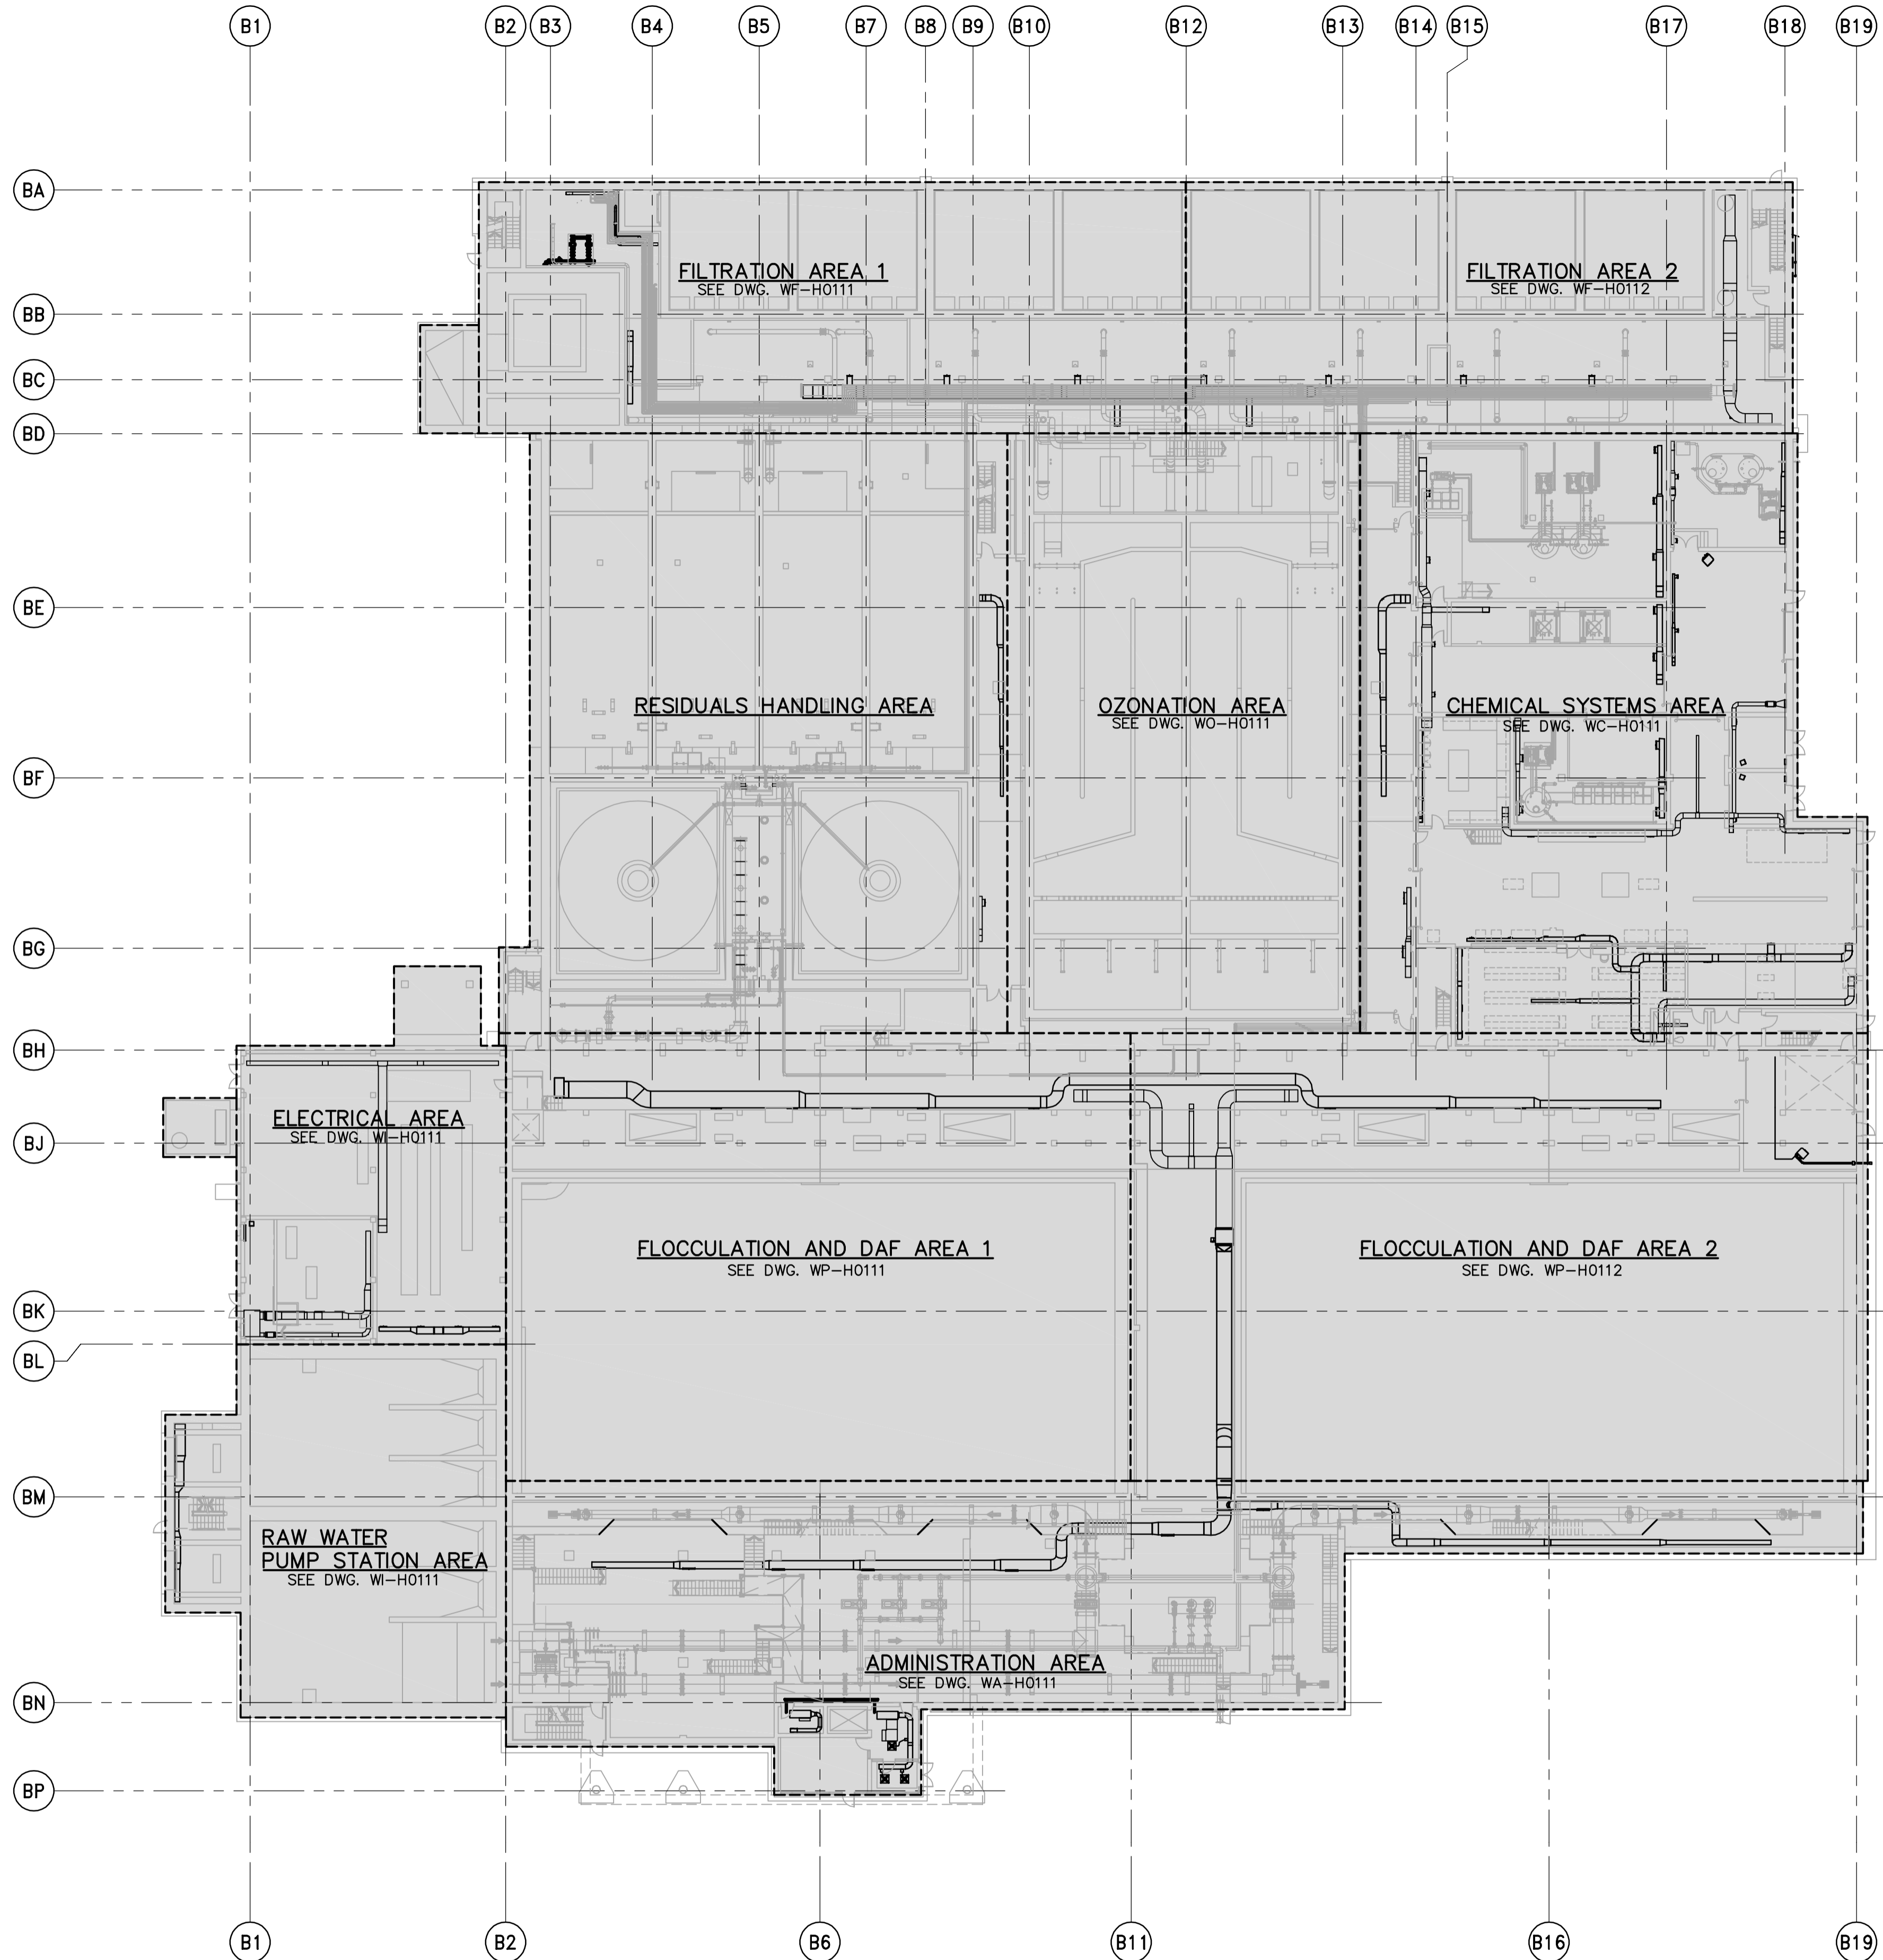 B1
B2
B3
B4
B5
B7
B8
B9
B10
B12
B13
B14
B15
B17
B18
B19
BA
FILTRATION AREA 1
SEE DWG. WF-H0111
FILTRATION AREA 2
SEE DWG. WF-H0112
BB
BC
BD
BE
RESIDUALS HANDLING AREA
OZONATION AREA
SEE DWG. WO-H0111
CHEMICAL SYSTEMS AREA
SEE DWG. WC-H0111
BF
BG
BH
ELECTRICAL AREA
SEE DWG. WI-H0111
BJ
FLOCCULATION AND DAF AREA 1
SEE DWG. WP-H0111
FLOCCULATION AND DAF AREA 2
SEE DWG. WP-H0112
BK
BL
BM
RAW WATER
PUMP STATION AREA
SEE DWG. WI-H0111
ADMINISTRATION AREA
SEE DWG. WA-H0111
BN
BP
B1
B2
B6
B11
B16
B19